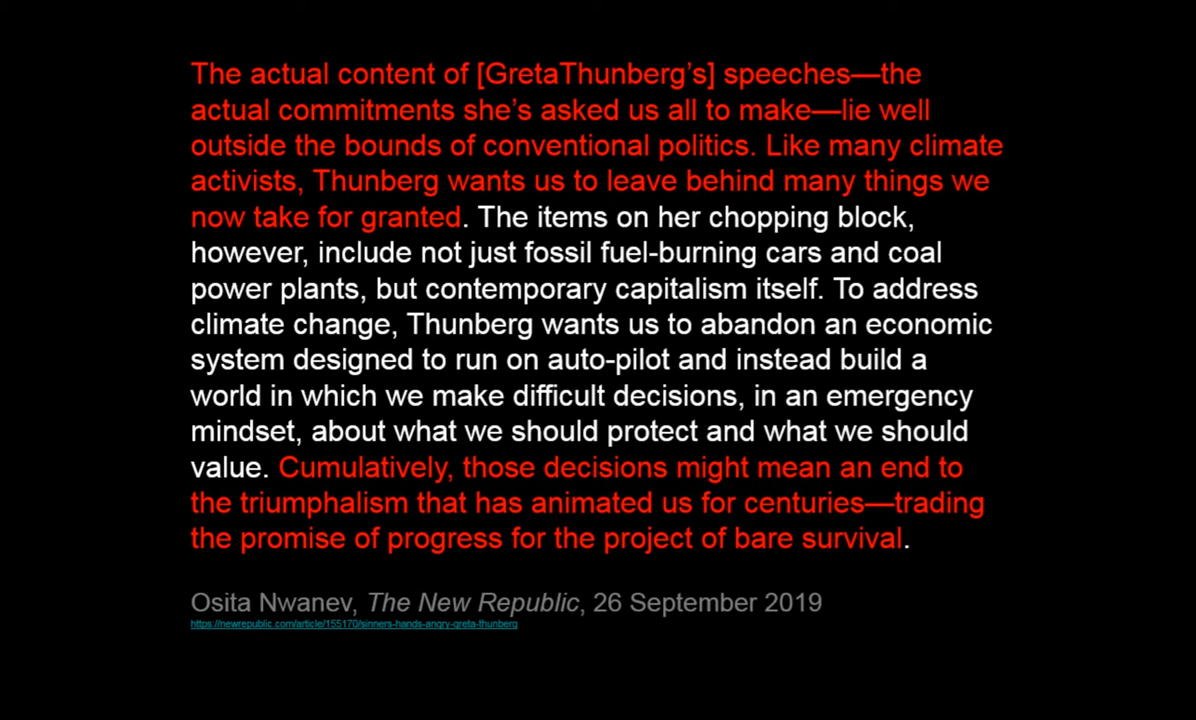 The actual content of [GretaThunberg’s] speeches—the
actual commitments she’s asked us all to make—lie well
outside the bounds of conventional politics. Like many climate
activists, Thunberg wants us to leave behind many things we
now take for granted. The items on her chopping block,
however, include not just fossil fuel-burning cars and coal
power plants, but contemporary capitalism itself. To address
climate change, Thunberg wants us to abandon an economic
system designed to run on auto-pilot and instead build a
world in which we make difficult decisions, in an emergency
mindset, about what we should protect and what we should
value. Cumulatively, those decisions might mean an end to
the triumphalism that has animated us for centuries—trading
the promise of progress for the project of bare survival.
Osita Nwanev, The New Republic, 26 September 2019
https://newrepublic.com/article/155170/sinners-hands-angry-greta-thunberg